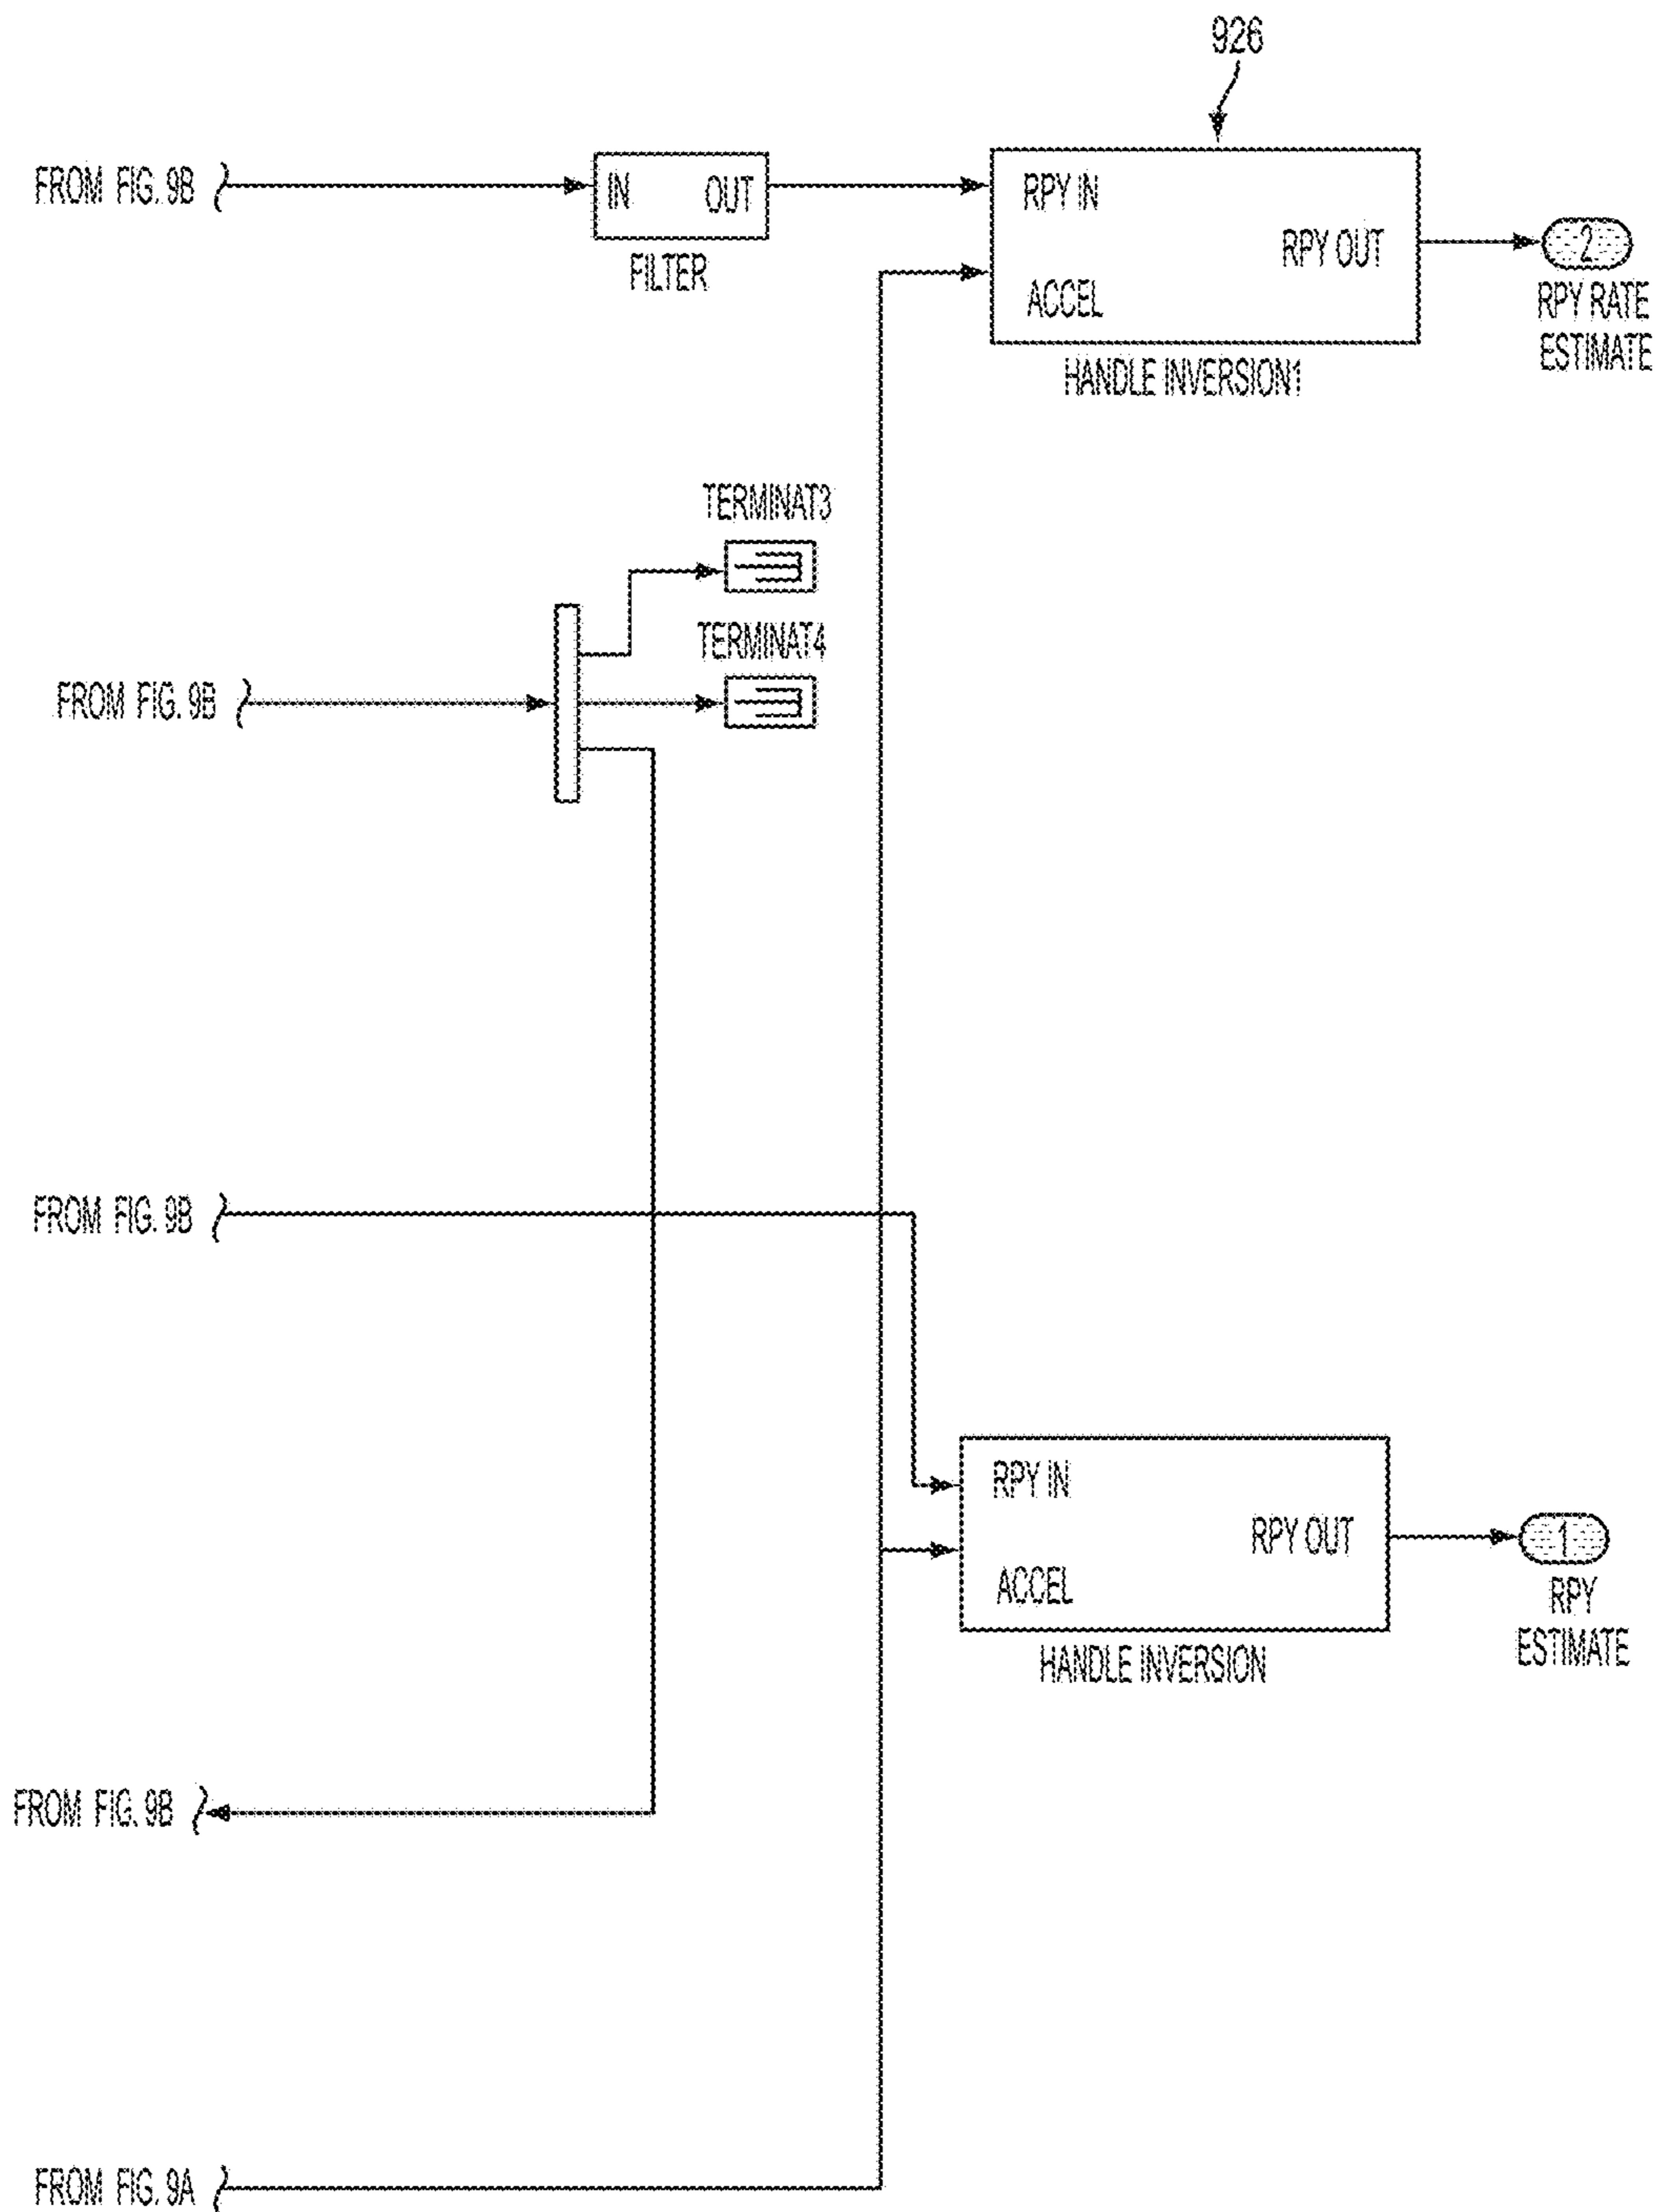 926
FROM FIG. 9B
IN OUT
FILTER
RPY IN
RPY OUT
ACCEL
HANDLE INVERSION1
2
RPY RATE
ESTIMATE
TERMINAT3
TERMINAT4
FROM FIG. 9B
FROM FIG. 9B
RPY IN
RPY OUT
ACCEL
HANDLE INVERSION
1
RPY
ESTIMATE
FROM FIG. 9B
FROM FIG. 9A